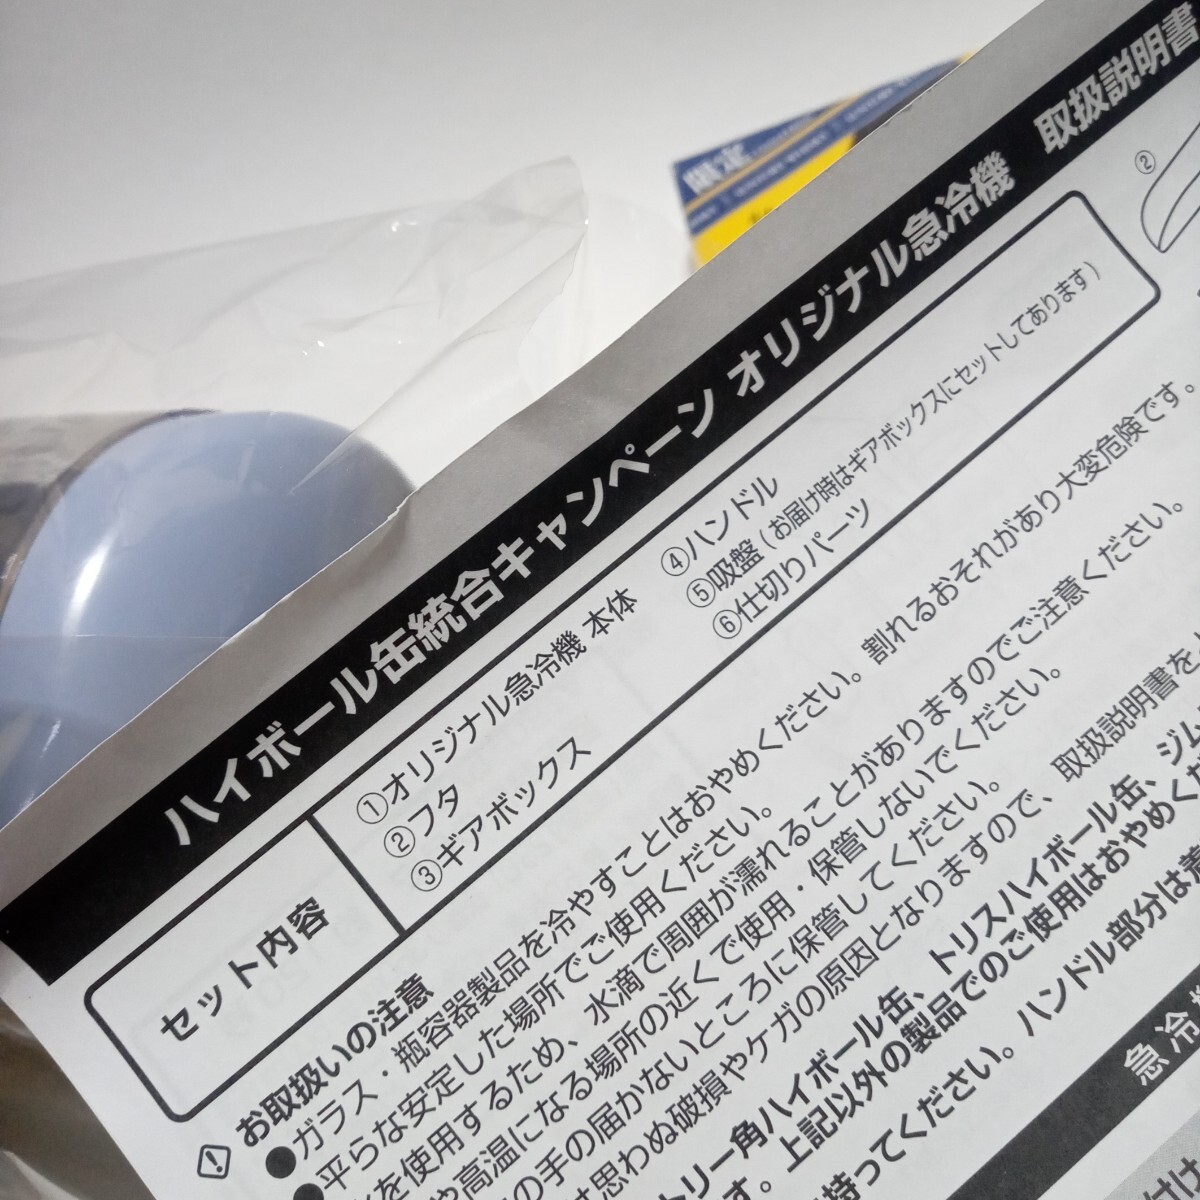 限定
ハイボール缶統合キャンペーン オリジナル急冷機 取扱説明書
②
セット内容
①オリジナル急冷機 本体
②フタ
③ギアボックス
④ハンドル
⑤吸盤(お届け時はギアボックスにセットしてあります)
⑥仕切りパーツ
お取扱いの注意
●ガラス・瓶容器製品を冷やすことはおやめください。割れるおそれがあり大変危険です。
●平らな安定した場所でご使用ください。
を使用するため、水滴で周囲が濡れることがありますのでご注意ください。
や高温になる場所の近くで使用・保管しないでください。
の手の届かないところに保管してください。
思わぬ破損やケガの原因となりますので、取扱説明書を
トリー角ハイボール缶、トリスハイボール缶、ジム
す。上記以外の製品でのご使用はおやめくだ
持ってください。ハンドル部分は意
急冷